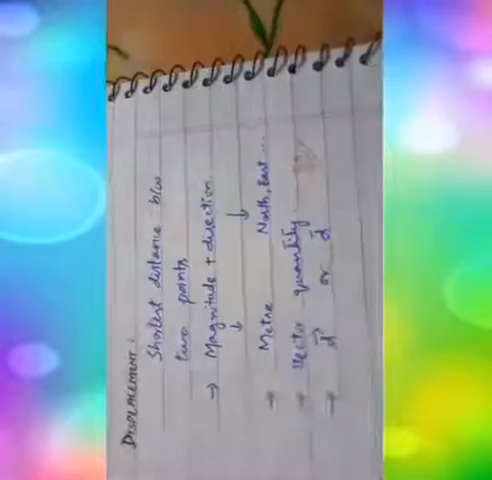 DISPLACEMENT :
Shortest distance b/w
two points
→ Magnitude + direction
↓ ↓
→ Metre North, East ...
→ Vector quantity
→ d⃗ or d̄